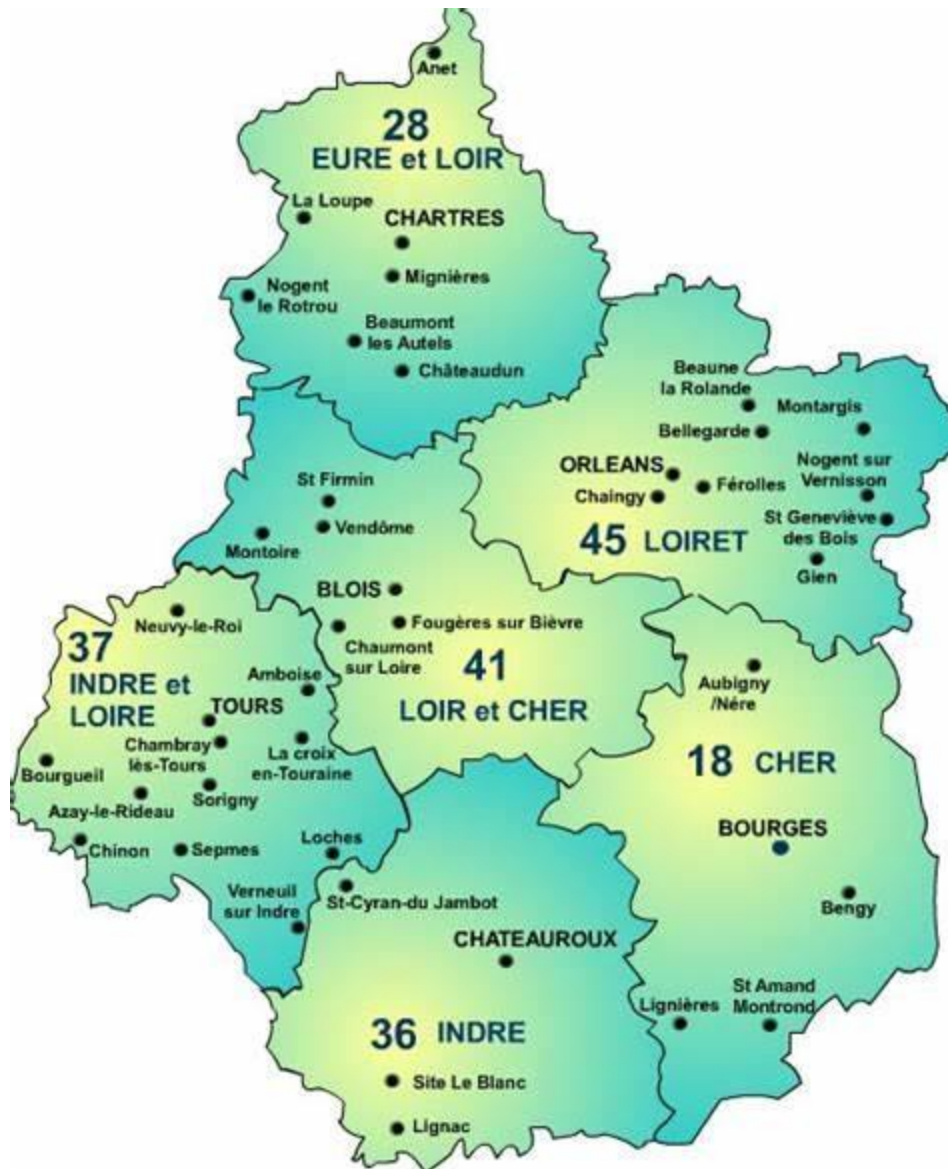 Anet
28
EURE et LOIR
La Loupe
CHARTRES
Mignières
Nogent
le Rotrou
Beaumont
les Autels
Châteaudun
Beaune
la Rolande
Montargis
Bellegarde
ORLEANS
Nogent sur
Vernisson
Chaingy
Férolles
St Geneviève
des Bois
45 LOIRET
Gien
St Firmin
Vendôme
Montoire
BLOIS
Fougères sur Bièvre
Chaumont
sur Loire
41
LOIR et CHER
Neuvy-le-Roi
37
INDRE et
LOIRE
Amboise
TOURS
Chambray
lès-Tours
La croix
en-Touraine
Bourgueil
Sorigny
Azay-le-Rideau
Chinon
Sepmes
Loches
Verneuil
sur Indre
Aubigny
/Nére
18 CHER
BOURGES
Bengy
St Amand
Montrond
Lignières
St-Cyran-du Jambot
CHATEAUROUX
36 INDRE
Site Le Blanc
Lignac